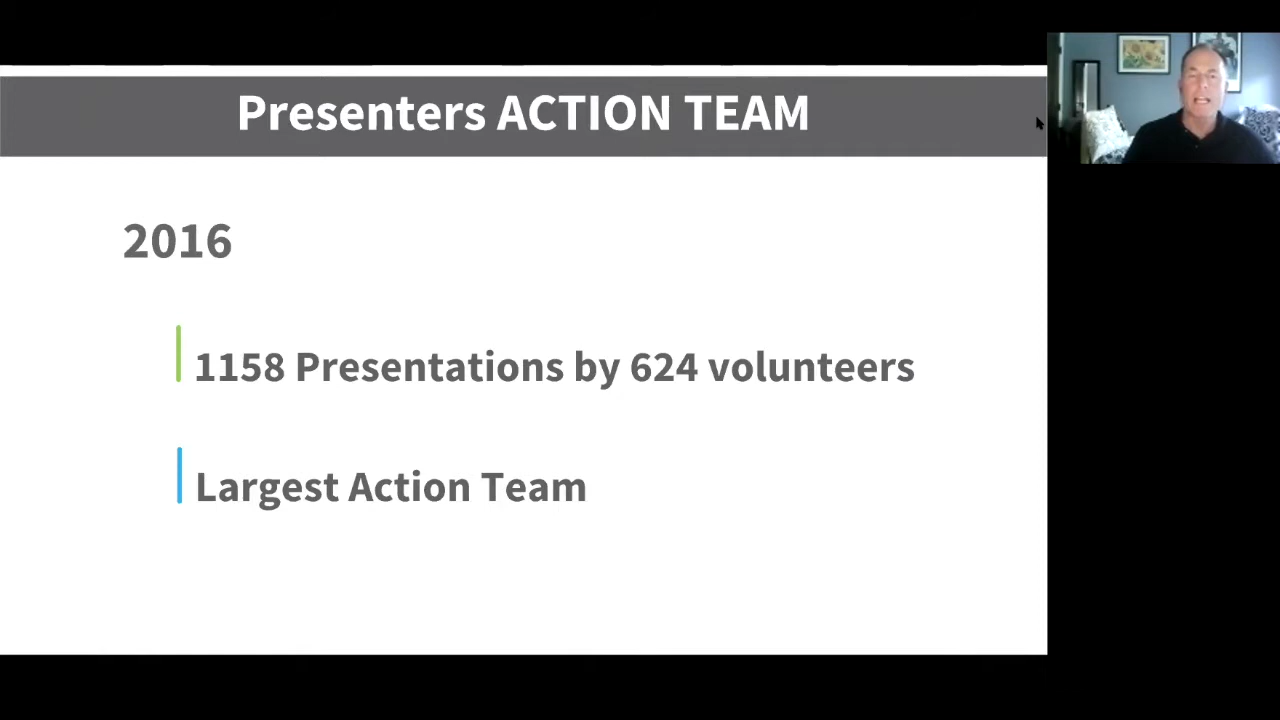 Presenters ACTION TEAM
2016
1158 Presentations by 624 volunteers
Largest Action Team